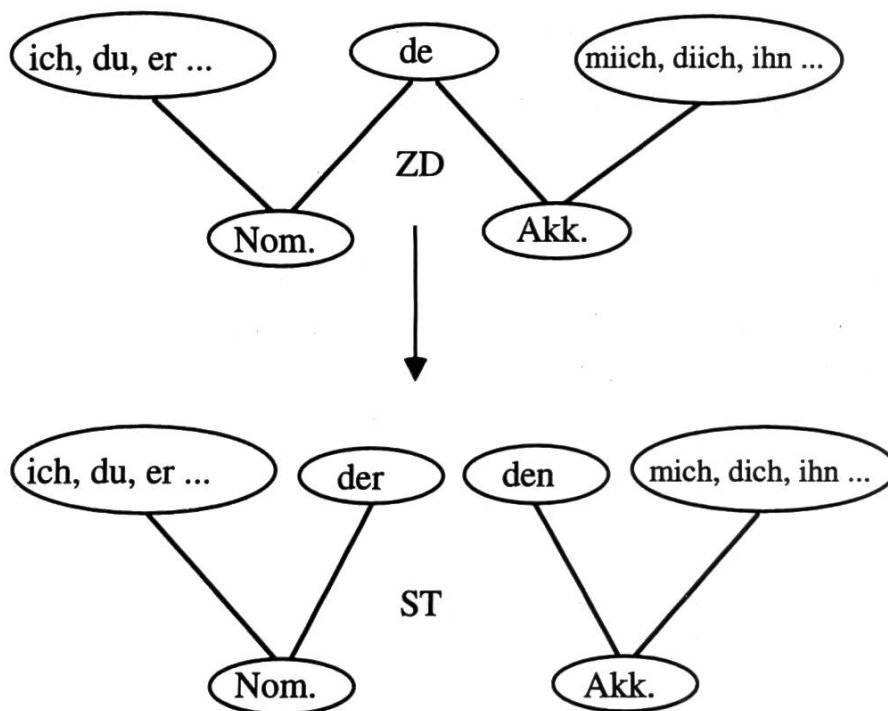 ich, du, er ...
de
miich, diich, ihn ...
ZD
Nom.
Akk.
ich, du, er ...
der
den
mich, dich, ihn ...
ST
Nom.
Akk.